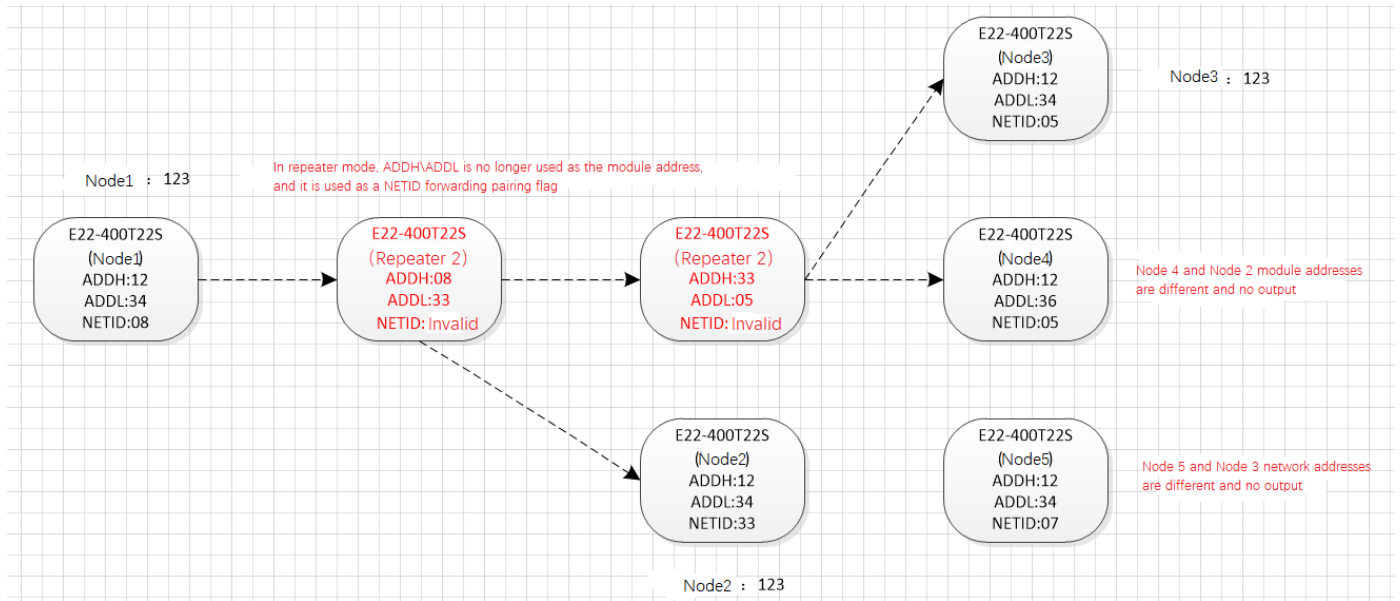 E22-400T22S
(Node3)
ADDH:12
ADDL:34
NETID:05
Node3 : 123
In repeater mode, ADDH\ADDL is no longer used as the module address,
and it is used as a NETID forwarding pairing flag
Node1 : 123
E22-400T22S
(Node1)
ADDH:12
ADDL:34
NETID:08
E22-400T22S
(Repeater 2)
ADDH:08
ADDL:33
NETID: Invalid
E22-400T22S
(Repeater 2)
ADDH:33
ADDL:05
NETID: Invalid
E22-400T22S
(Node4)
ADDH:12
ADDL:36
NETID:05
Node 4 and Node 2 module addresses
are different and no output
E22-400T22S
(Node2)
ADDH:12
ADDL:34
NETID:33
E22-400T22S
(Node5)
ADDH:12
ADDL:34
NETID:07
Node 5 and Node 3 network addresses
are different and no output
Node2 : 123